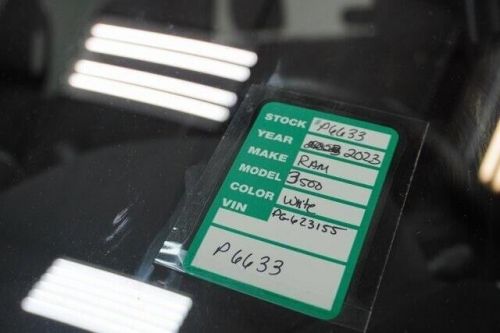 STOCK #P6633
YEAR 2023
MAKE RAM
MODEL 3500
COLOR White
VIN PG623155
P6633